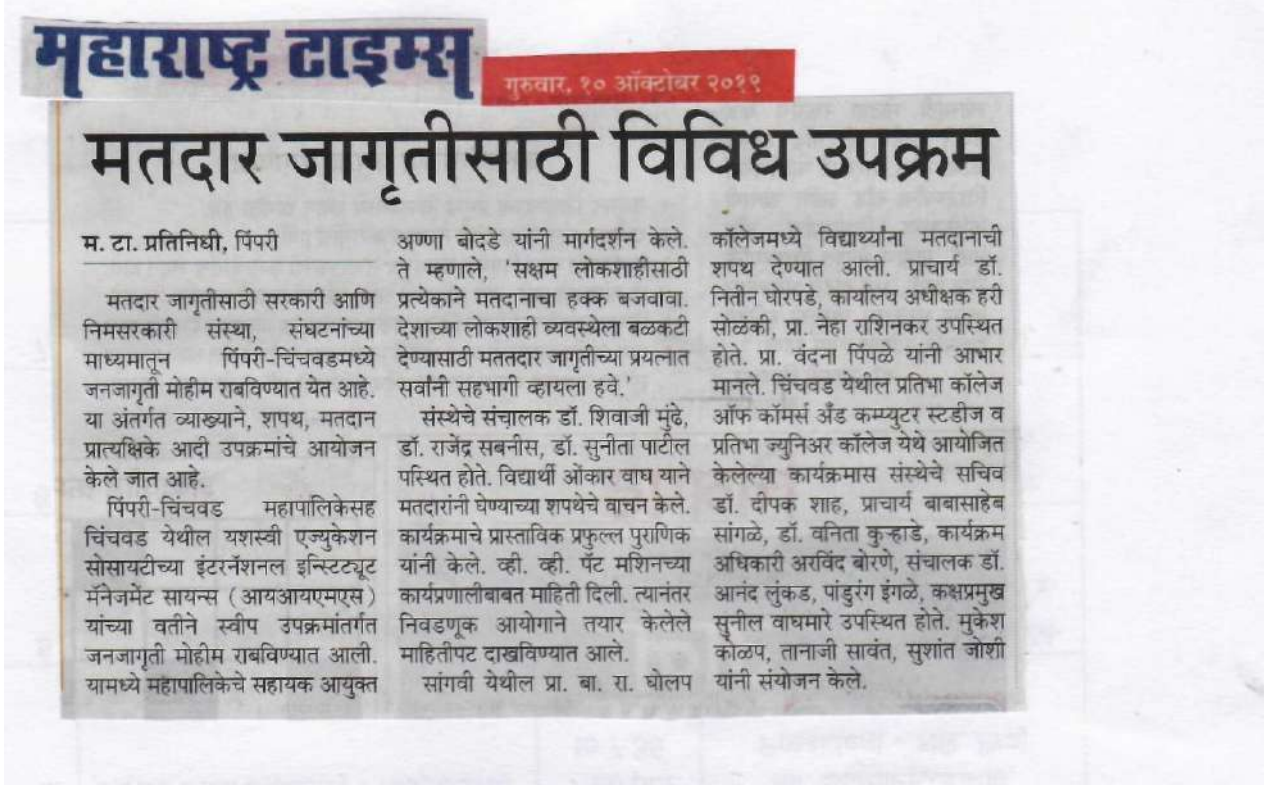 महाराष्ट्र टाइम्स
गुरुवार, १० ऑक्टोबर २०१९
मतदार जागृतीसाठी विविध उपक्रम
म. टा. प्रतिनिधी, पिंपरी
मतदार जागृतीसाठी सरकारी आणि
निमसरकारी संस्था, संघटनांच्या
माध्यमातून पिंपरी-चिंचवडमध्ये
जनजागृती मोहीम राबविण्यात येत आहे.
या अंतर्गत व्याख्याने, शपथ, मतदान
प्रात्यक्षिके आदी उपक्रमांचे आयोजन
केले जात आहे.
पिंपरी-चिंचवड महापालिकेसह
चिंचवड येथील यशस्वी एज्युकेशन
सोसायटीच्या इंटरनॅशनल इन्स्टिट्यूट
मॅनेजमेंट सायन्स (आयआयएमएस)
यांच्या वतीने स्वीप उपक्रमांतर्गत
जनजागृती मोहीम राबविण्यात आली.
यामध्ये महापालिकेचे सहायक आयुक्त
अण्णा बोदडे यांनी मार्गदर्शन केले.
ते म्हणाले, 'सक्षम लोकशाहीसाठी
प्रत्येकाने मतदानाचा हक्क बजवावा.
देशाच्या लोकशाही व्यवस्थेला बळकटी
देण्यासाठी मततदार जागृतीच्या प्रयत्नात
सर्वांनी सहभागी व्हायला हवे.'
संस्थेचे संचालक डॉ. शिवाजी मुंढे,
डॉ. राजेंद्र सबनीस, डॉ. सुनीता पाटील
पस्थित होते. विद्यार्थी ओंकार वाघ याने
मतदारांनी घेण्याच्या शपथेचे वाचन केले.
कार्यक्रमाचे प्रास्ताविक प्रफुल्ल पुराणिक
यांनी केले. व्ही. व्ही. पॅट मशिनच्या
कार्यप्रणालीबाबत माहिती दिली. त्यानंतर
निवडणूक आयोगाने तयार केलेले
माहितीपट दाखविण्यात आले.
सांगवी येथील प्रा. बा. रा. घोलप
कॉलेजमध्ये विद्यार्थ्यांना मतदानाची
शपथ देण्यात आली. प्राचार्य डॉ.
नितीन घोरपडे, कार्यालय अधीक्षक हरी
सोळंकी, प्रा. नेहा राशिनकर उपस्थित
होते. प्रा. वंदना पिंपळे यांनी आभार
मानले. चिंचवड येथील प्रतिभा कॉलेज
ऑफ कॉमर्स अँड कम्प्युटर स्टडीज व
प्रतिभा ज्युनिअर कॉलेज येथे आयोजित
केलेल्या कार्यक्रमास संस्थेचे सचिव
डॉ. दीपक शाह, प्राचार्य बाबासाहेब
सांगळे, डॉ. वनिता कुऱ्हाडे, कार्यक्रम
अधिकारी अरविंद बोरणे, संचालक डॉ.
आनंद लुंकड, पांडुरंग इंगळे, कक्षप्रमुख
सुनील वाघमारे उपस्थित होते. मुकेश
कोळप, तानाजी सावंत, सुशांत जोशी
यांनी संयोजन केले.